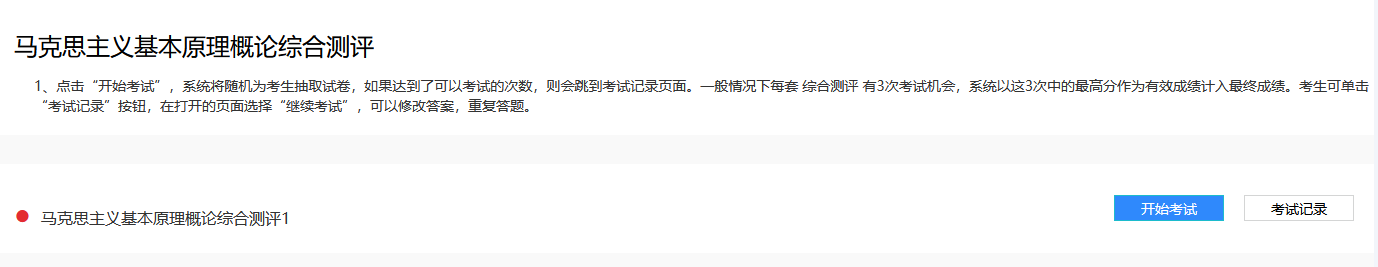 马克思主义基本原理概论综合测评
1、点击“开始考试”，系统将随机为考生抽取试卷，如果达到了可以考试的次数，则会跳到考试记录页面。一般情况下每套 综合测评 有3次考试机会，系统以这3次中的最高分作为有效成绩计入最终成绩。考生可单击
“考试记录”按钮，在打开的页面选择“继续考试”，可以修改答案，重复答题。
马克思主义基本原理概论综合测评1
开始考试
考试记录